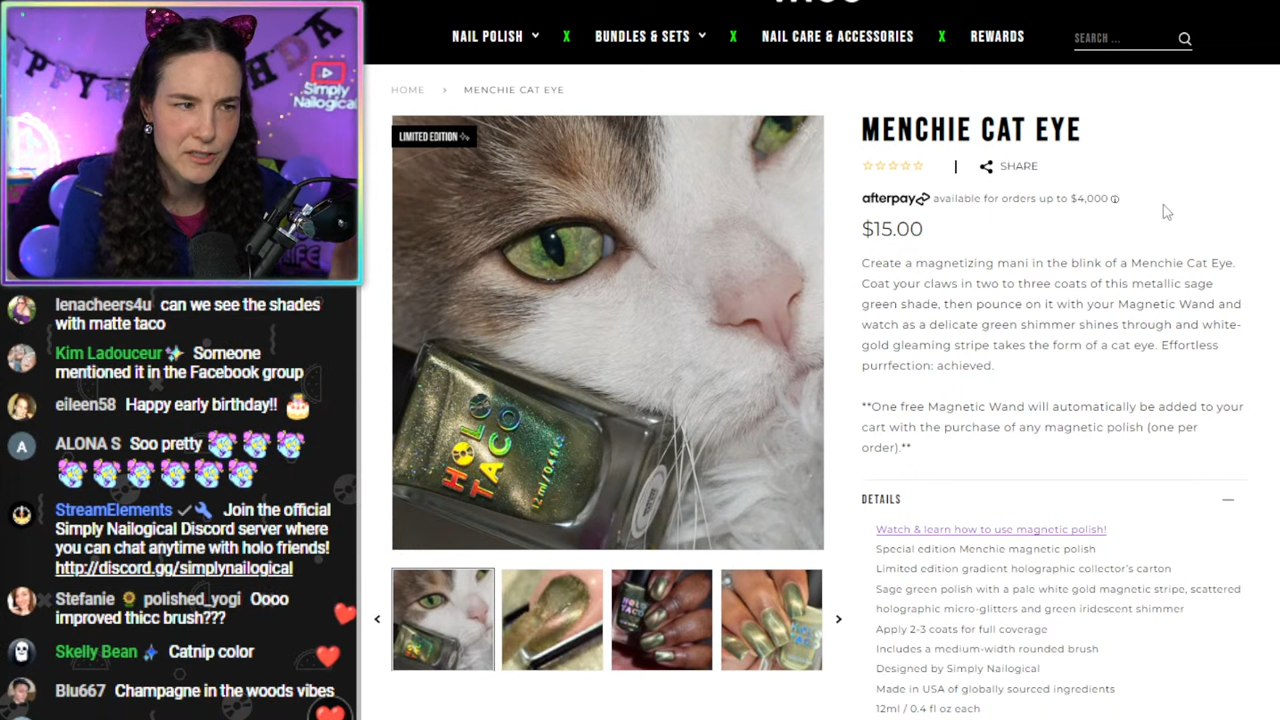 NAIL POLISH
X
BUNDLES & SETS
X
NAIL CARE & ACCESSORIES
X
REWARDS
SEARCH ...
Simply
Nailogical
HOME > MENCHIE CAT EYE
LIMITED EDITION
HOLO
TACO
12 ml / 0.4 fl oz
MENCHIE CAT EYE
SHARE
afterpay available for orders up to $4,000
$15.00
Create a magnetizing mani in the blink of a Menchie Cat Eye.
Coat your claws in two to three coats of this metallic sage
green shade, then pounce on it with your Magnetic Wand and
watch as a delicate green shimmer shines through and white-
gold gleaming stripe takes the form of a cat eye. Effortless
purrfection: achieved.
**One free Magnetic Wand will automatically be added to your
cart with the purchase of any magnetic polish (one per
order).**
DETAILS
Watch & learn how to use magnetic polish!
Special edition Menchie magnetic polish
Limited edition gradient holographic collector's carton
Sage green polish with a pale white gold magnetic stripe, scattered
holographic micro-glitters and green iridescent shimmer
Apply 2-3 coats for full coverage
Includes a medium-width rounded brush
Designed by Simply Nailogical
Made in USA of globally sourced ingredients
12ml / 0.4 fl oz each
lenacheers4u can we see the shades
with matte taco
Kim Ladouceur Someone
mentioned it in the Facebook group
eileen58 Happy early birthday!!
A
ALONA S Soo pretty
StreamElements Join the official
Simply Nailogical Discord server where
you can chat anytime with holo friends!
http://discord.gg/simplynailogical
Stefanie polished_yogi Oooo
improved thicc brush???
Skelly Bean Catnip color
Blu667 Champagne in the woods vibes